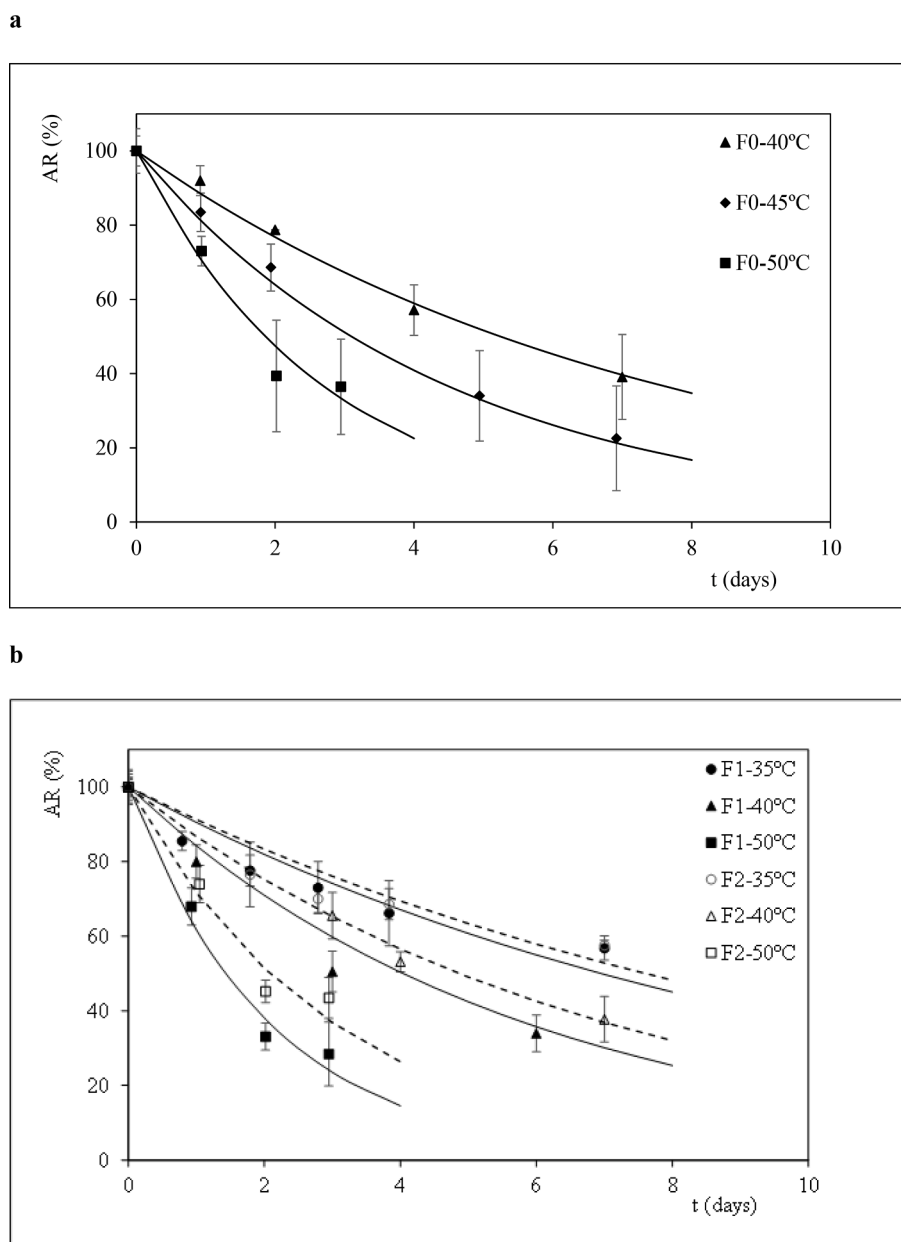 a
AR (%)
100
80
60
40
20
0
0 2 4 6 8 10
t (days)
F0-40ºC
F0-45ºC
F0-50ºC
b
AR (%)
100
80
60
40
20
0
0 2 4 6 8 10
t (days)
F1-35ºC
F1-40ºC
F1-50ºC
F2-35ºC
F2-40ºC
F2-50ºC